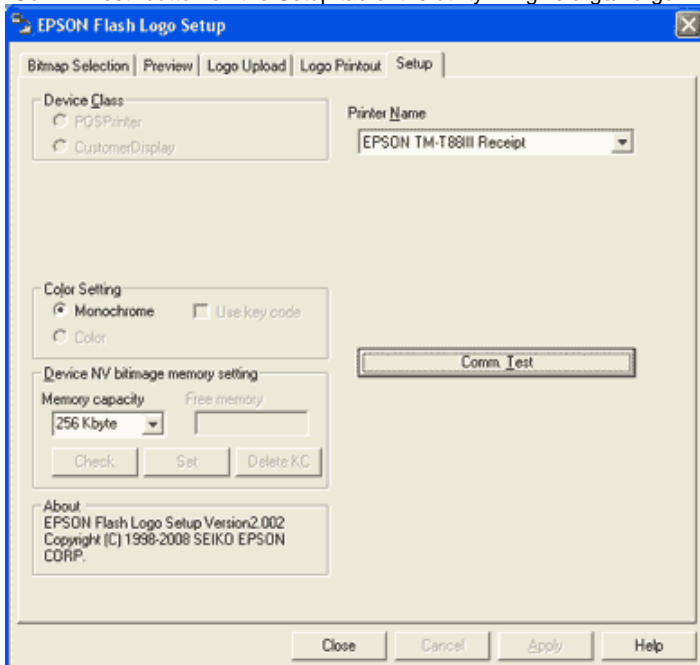 EPSON Flash Logo Setup
Bitmap Selection Preview Logo Upload Logo Printout Setup
Device Class
POSPrinter
CustomerDisplay
Printer Name
EPSON TM-T88III Receipt
Color Setting
Monochrome Use key code
Color
Comm. Test
Device NV bitimage memory setting
Memory capacity Free memory
256 Kbyte
Check Set Delete KC
About
EPSON Flash Logo Setup Version2.002
Copyright (C) 1998-2008 SEIKO EPSON
CORP.
Close Cancel Apply Help